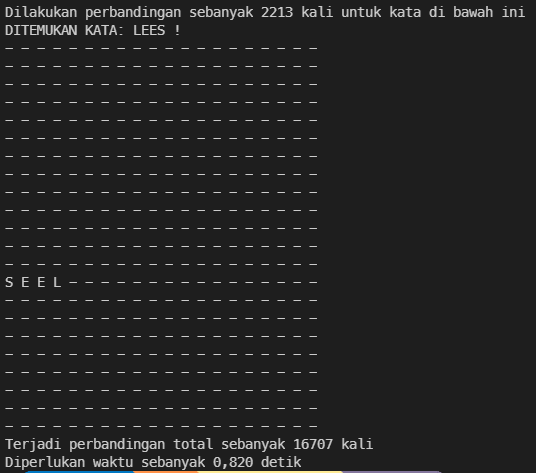 Dilakukan perbandingan sebanyak 2213 kali untuk kata di bawah ini
DITEMUKAN KATA: LEES !
- - - - - - - - - - - - - - - - - - - -
- - - - - - - - - - - - - - - - - - - -
- - - - - - - - - - - - - - - - - - - -
- - - - - - - - - - - - - - - - - - - -
- - - - - - - - - - - - - - - - - - - -
- - - - - - - - - - - - - - - - - - - -
- - - - - - - - - - - - - - - - - - - -
- - - - - - - - - - - - - - - - - - - -
- - - - - - - - - - - - - - - - - - - -
- - - - - - - - - - - - - - - - - - - -
- - - - - - - - - - - - - - - - - - - -
- - - - - - - - - - - - - - - - - - - -
- - - - - - - - - - - - - - - - - - - -
S E E L - - - - - - - - - - - - - - - -
- - - - - - - - - - - - - - - - - - - -
- - - - - - - - - - - - - - - - - - - -
- - - - - - - - - - - - - - - - - - - -
- - - - - - - - - - - - - - - - - - - -
- - - - - - - - - - - - - - - - - - - -
- - - - - - - - - - - - - - - - - - - -
- - - - - - - - - - - - - - - - - - - -
- - - - - - - - - - - - - - - - - - - -
Terjadi perbandingan total sebanyak 16707 kali
Diperlukan waktu sebanyak 0,820 detik